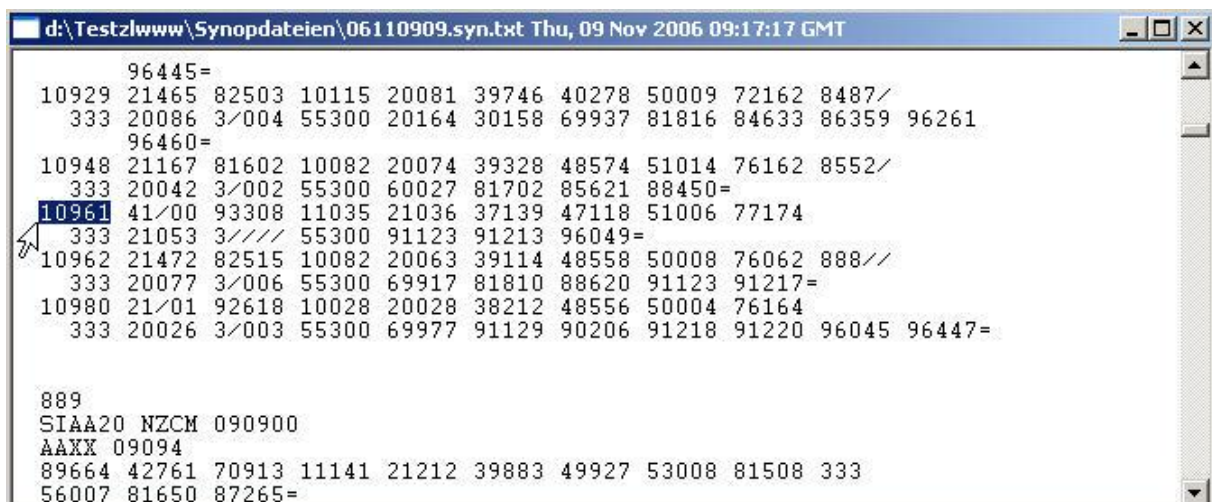 d:\Testzlwww\Synopdateien\06110909.syn.txt Thu, 09 Nov 2006 09:17:17 GMT
96445=
10929 21465 82503 10115 20081 39746 40278 50009 72162 8487/
333 20086 3/004 55300 20164 30158 69937 81816 84633 86359 96261
96460=
10948 21167 81602 10082 20074 39328 48574 51014 76162 8552/
333 20042 3/002 55300 60027 81702 85621 88450=
10961 41/00 93308 11035 21036 37139 47118 51006 77174
333 21053 3//// 55300 91123 91213 96049=
10962 21472 82515 10082 20063 39114 48558 50008 76062 888//
333 20077 3/006 55300 69917 81810 88620 91123 91217=
10980 21/01 92618 10028 20028 38212 48556 50004 76164
333 20026 3/003 55300 69977 91129 90206 91218 91220 96045 96447=
889
SIAA20 NZCM 090900
AAXX 09094
89664 42761 70913 11141 21212 39883 49927 53008 81508 333
56007 81650 87265=